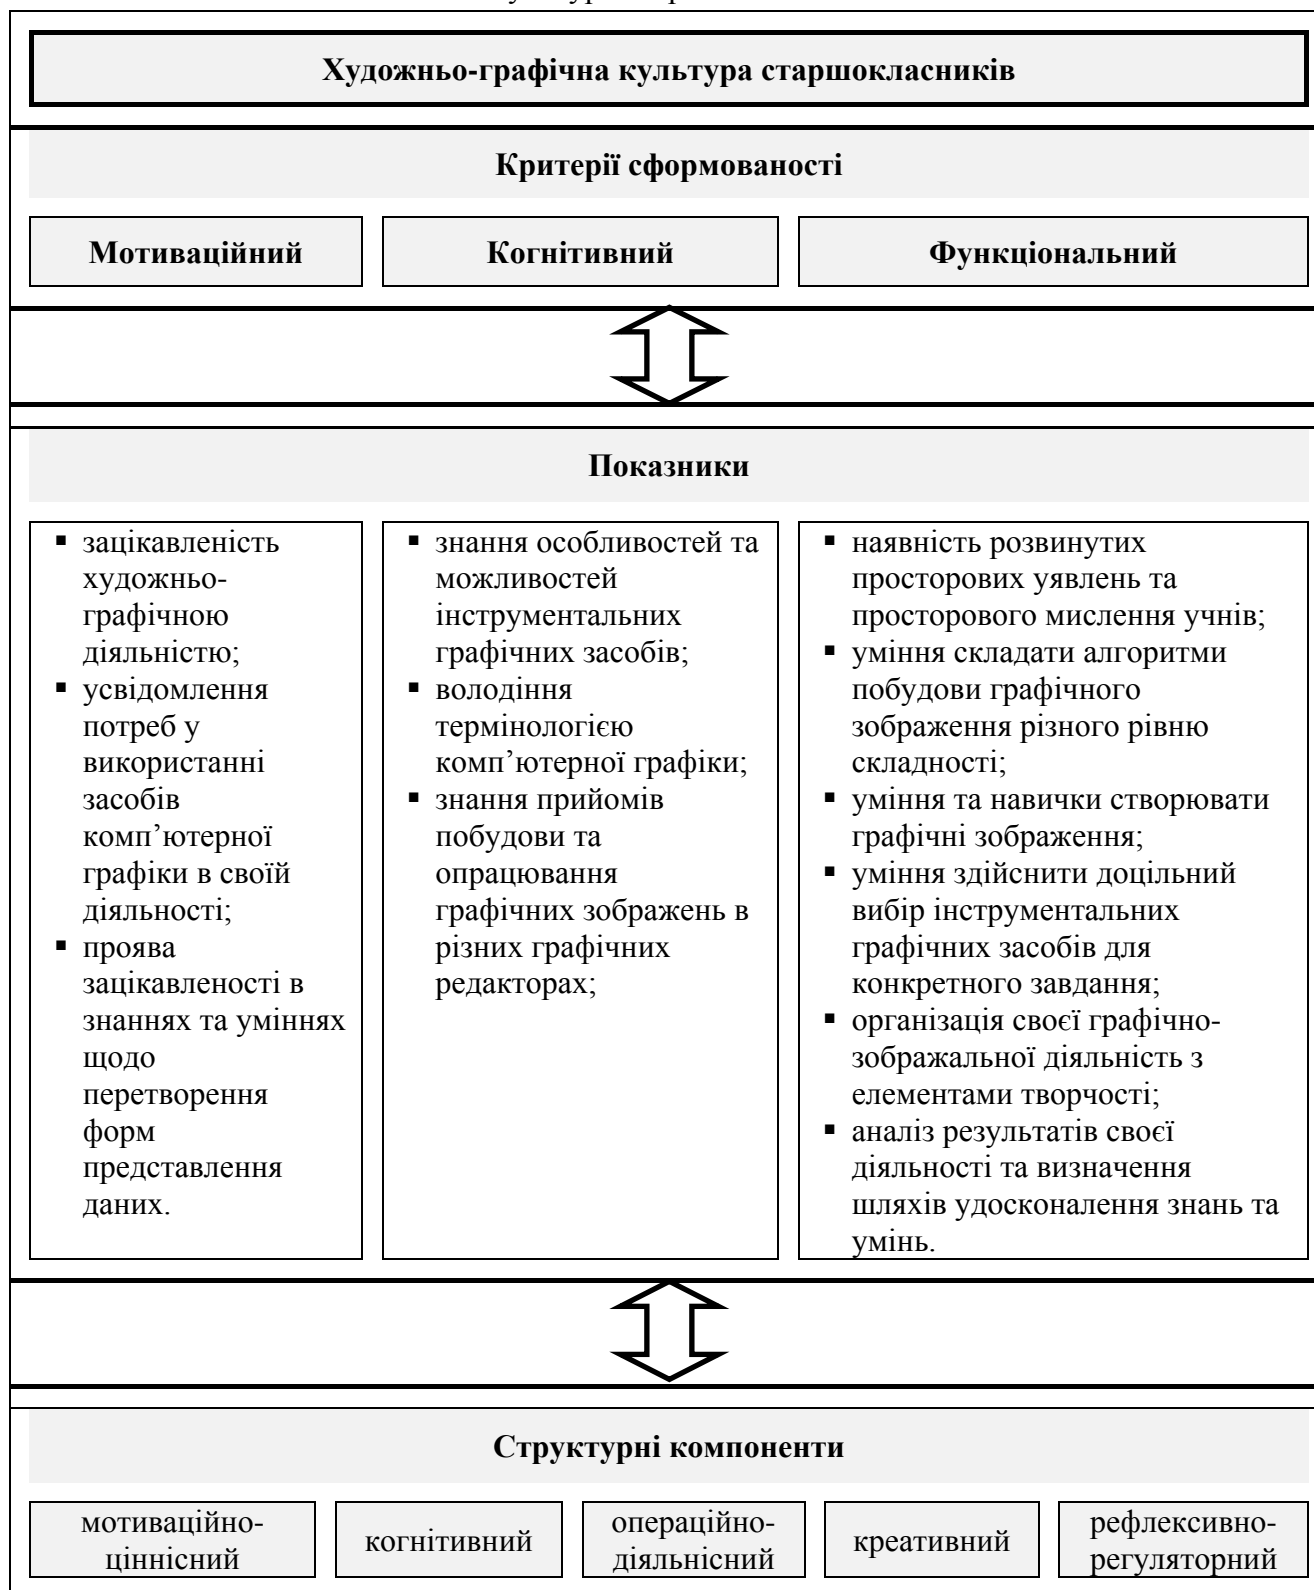 Художньо-графічна культура старшокласників
Критерії сформованості
Мотиваційний
Когнітивний
Функціональний
Показники
▪ зацікавленість
художньо-
графічною
діяльністю;
▪ усвідомлення
потреб у
використанні
засобів
комп’ютерної
графіки в своїй
діяльності;
▪ проява
зацікавленості в
знаннях та уміннях
щодо
перетворення
форм
представлення
даних.
▪ знання особливостей та
можливостей
інструментальних
графічних засобів;
▪ володіння
термінологією
комп’ютерної графіки;
▪ знання прийомів
побудови та
опрацювання
графічних зображень в
різних графічних
редакторах;
▪ наявність розвинутих
просторових уявлень та
просторового мислення учнів;
▪ уміння складати алгоритми
побудови графічного
зображення різного рівню
складності;
▪ уміння та навички створювати
графічні зображення;
▪ уміння здійснити доцільний
вибір інструментальних
графічних засобів для
конкретного завдання;
▪ організація своєї графічно-
зображальної діяльність з
елементами творчості;
▪ аналіз результатів своєї
діяльності та визначення
шляхів удосконалення знань та
умінь.
Структурні компоненти
мотиваційно-
ціннісний
когнітивний
операційно-
діяльнісний
креативний
рефлексивно-
регуляторний